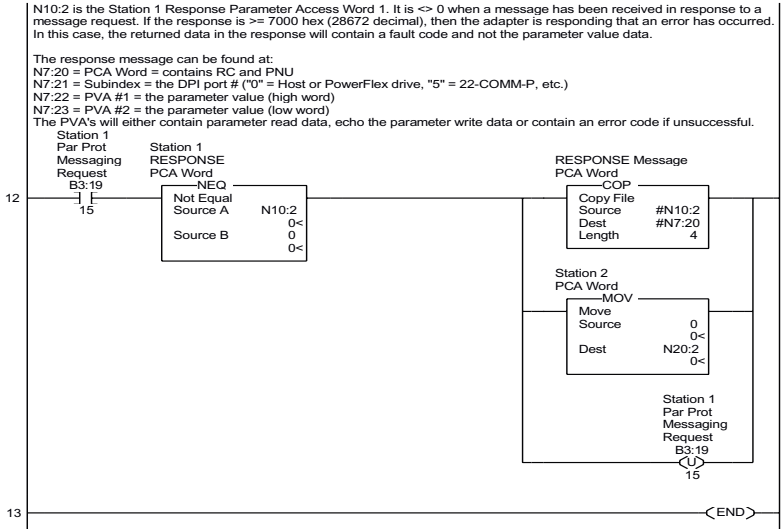 N10:2 is the Station 1 Response Parameter Access Word 1. It is <> 0 when a message has been received in response to a
message request. If the response is >= 7000 hex (28672 decimal), then the adapter is responding that an error has occurred.
In this case, the returned data in the response will contain a fault code and not the parameter value data.
The response message can be found at:
N7:20 = PCA Word = contains RC and PNU
N7:21 = Subindex = the DPI port # ("0" = Host or PowerFlex drive, "5" = 22-COMM-P, etc.)
N7:22 = PVA #1 = the parameter value (high word)
N7:23 = PVA #2 = the parameter value (low word)
The PVA's will either contain parameter read data, echo the parameter write data or contain an error code if unsuccessful.
Station 1
Par Prot
Messaging
Request
B3:19
15
Station 1
RESPONSE
PCA Word
NEQ
Not Equal
Source A N10:2
0<
Source B 0
0<
RESPONSE Message
PCA Word
COP
Copy File
Source #N10:2
Dest #N7:20
Length 4
12
Station 2
PCA Word
MOV
Move
Source 0
0<
Dest N20:2
0<
Station 1
Par Prot
Messaging
Request
B3:19
U
15
13
END